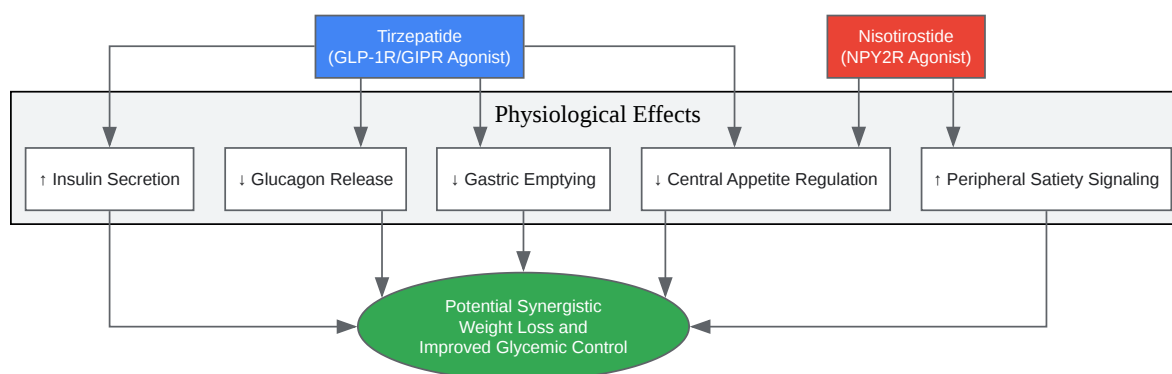 Tirzepatide
(GLP-1R/GIPR Agonist)
Nisotirostide
(NPY2R Agonist)
Physiological Effects
↑ Insulin Secretion
↓ Glucagon Release
↓ Gastric Emptying
↓ Central Appetite Regulation
↑ Peripheral Satiety Signaling
Potential Synergistic
Weight Loss and
Improved Glycemic Control